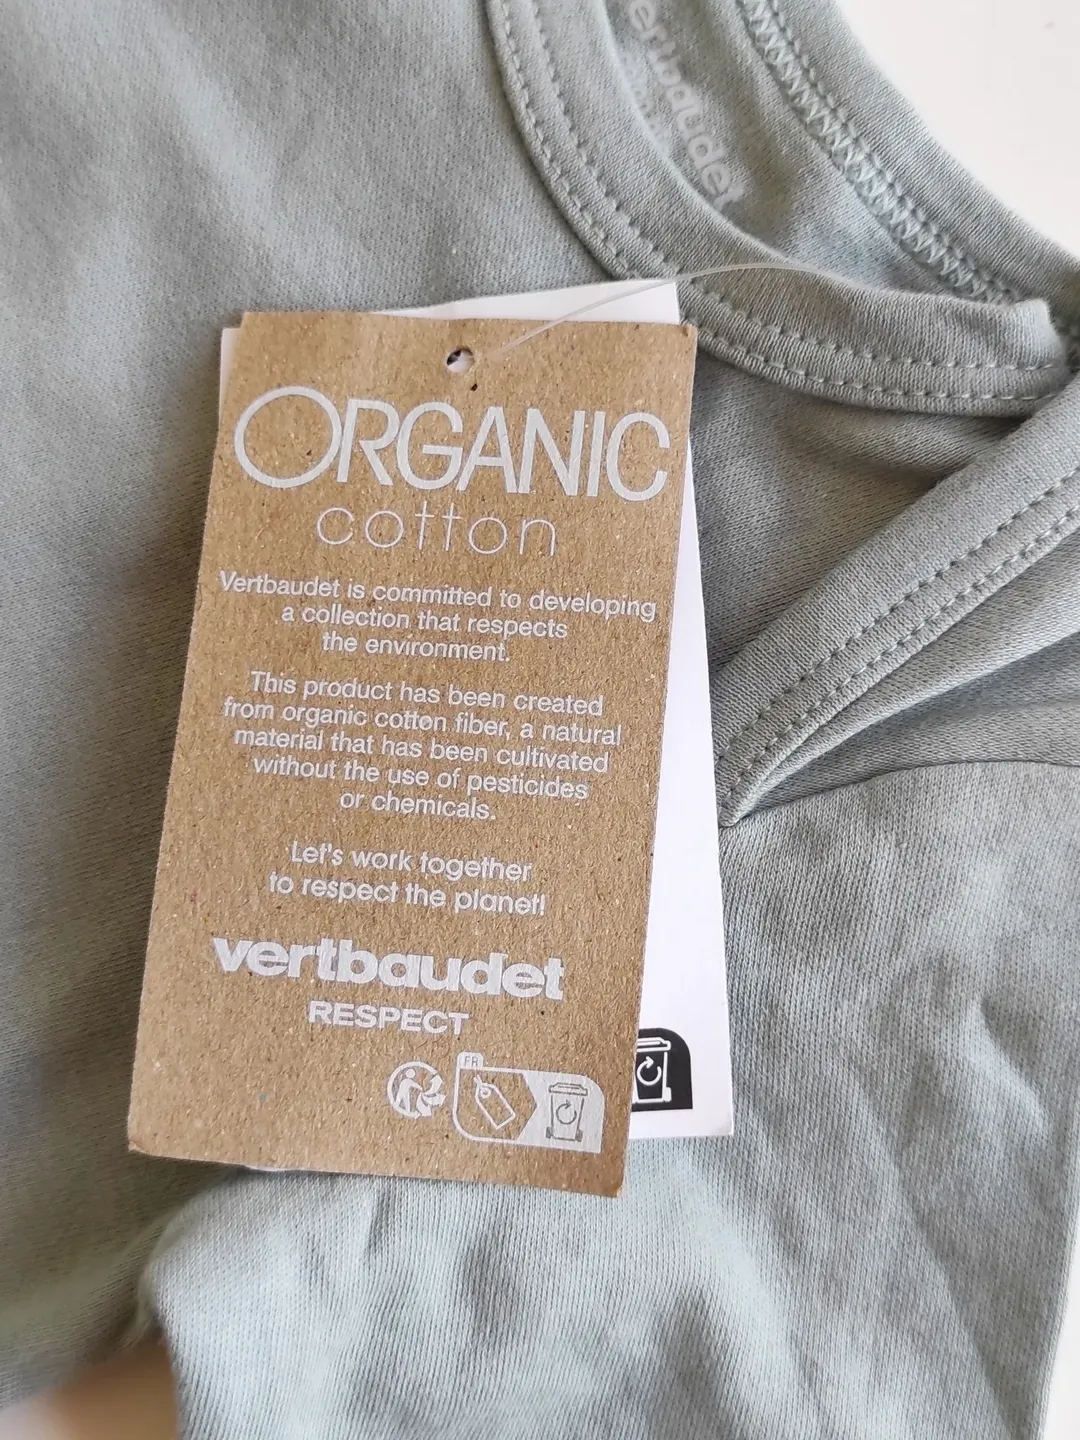 vertbaudet
ORGANIC
cotton
Vertbaudet is committed to developing
a collection that respects
the environment.
This product has been created
from organic cotton fiber, a natural
material that has been cultivated
without the use of pesticides
or chemicals.
Let's work together
to respect the planet!
vertbaudet
RESPECT
FR